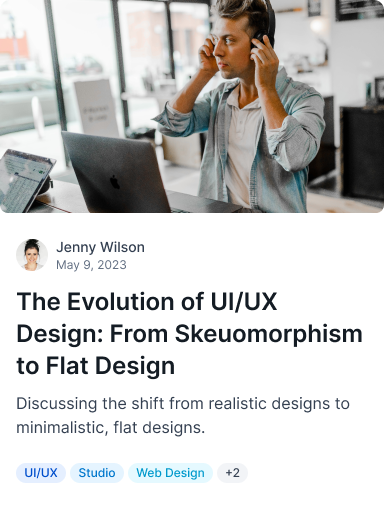 Jenny Wilson
May 9, 2023
The Evolution of UI/UX
Design: From Skeuomorphism
to Flat Design
Discussing the shift from realistic designs to
minimalistic, flat designs.
UI/UX Studio Web Design +2